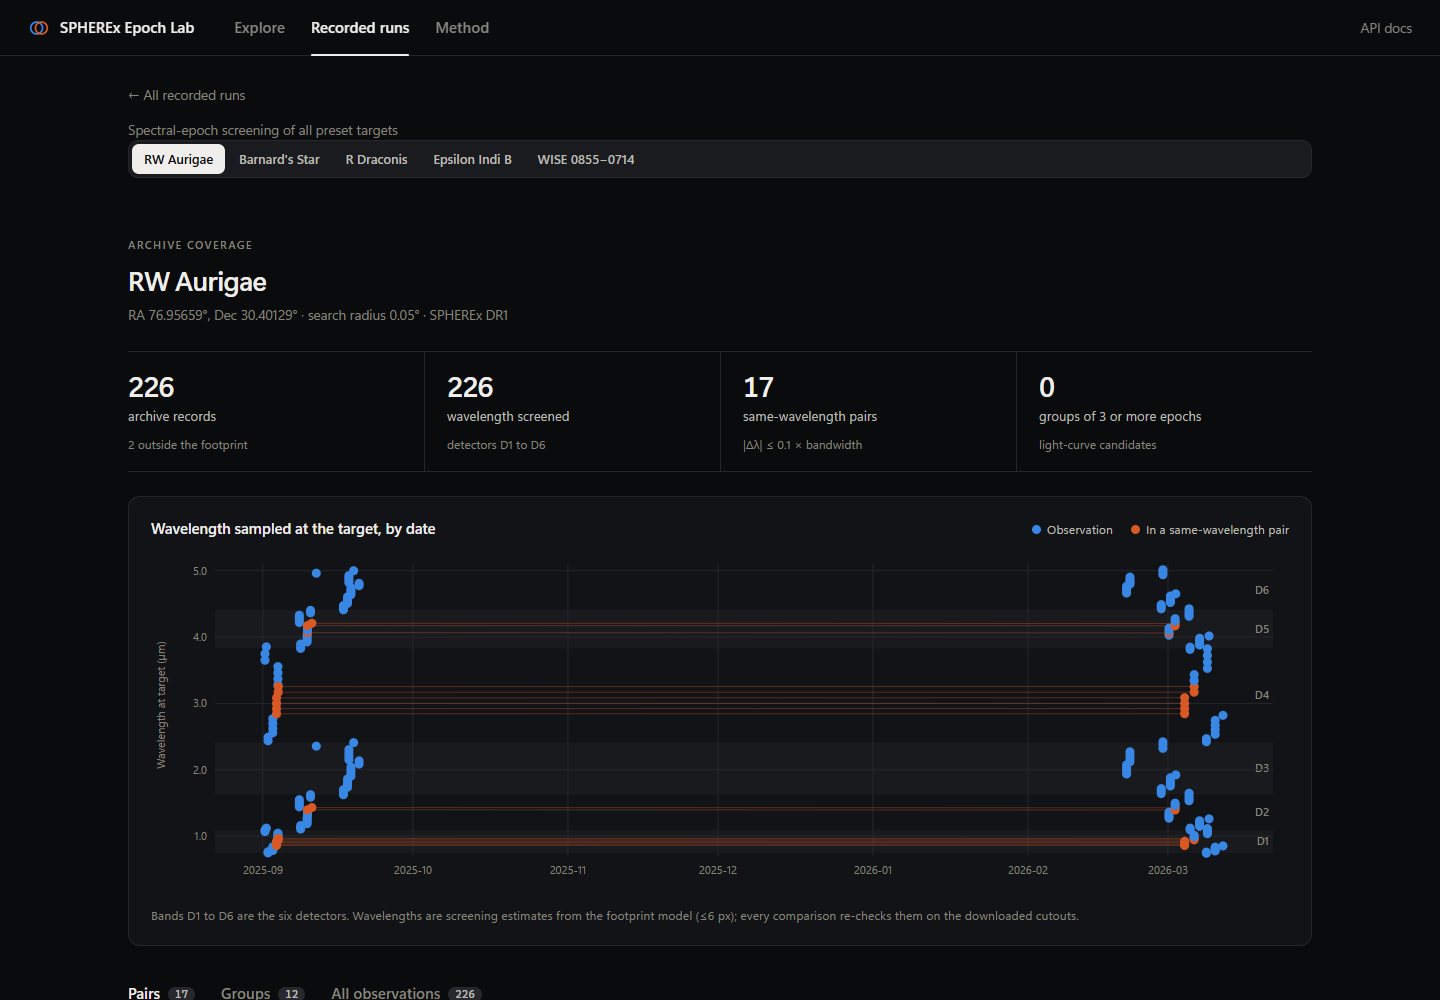 SPHEREx Epoch Lab Explore Recorded runs Method API docs
← All recorded runs
Spectral-epoch screening of all preset targets
RW Aurigae Barnard's Star R Draconis Epsilon Indi B WISE 0855−0714
ARCHIVE COVERAGE
RW Aurigae
RA 76.95659°, Dec 30.40129° · search radius 0.05° · SPHEREx DR1
226 226 17 0
archive records wavelength screened same-wavelength pairs groups of 3 or more epochs
2 outside the footprint detectors D1 to D6 |Δλ| ≤ 0.1 × bandwidth light-curve candidates
Wavelength sampled at the target, by date
Observation In a same-wavelength pair
Wavelength at target (μm)
5.0
D6
4.0
D5
3.0
D4
2.0
D3
D2
1.0
D1
2025-09 2025-10 2025-11 2025-12 2026-01 2026-02 2026-03
Bands D1 to D6 are the six detectors. Wavelengths are screening estimates from the footprint model (≤6 px); every comparison re-checks them on the downloaded cutouts.
Pairs 17 Groups 12 All observations 226